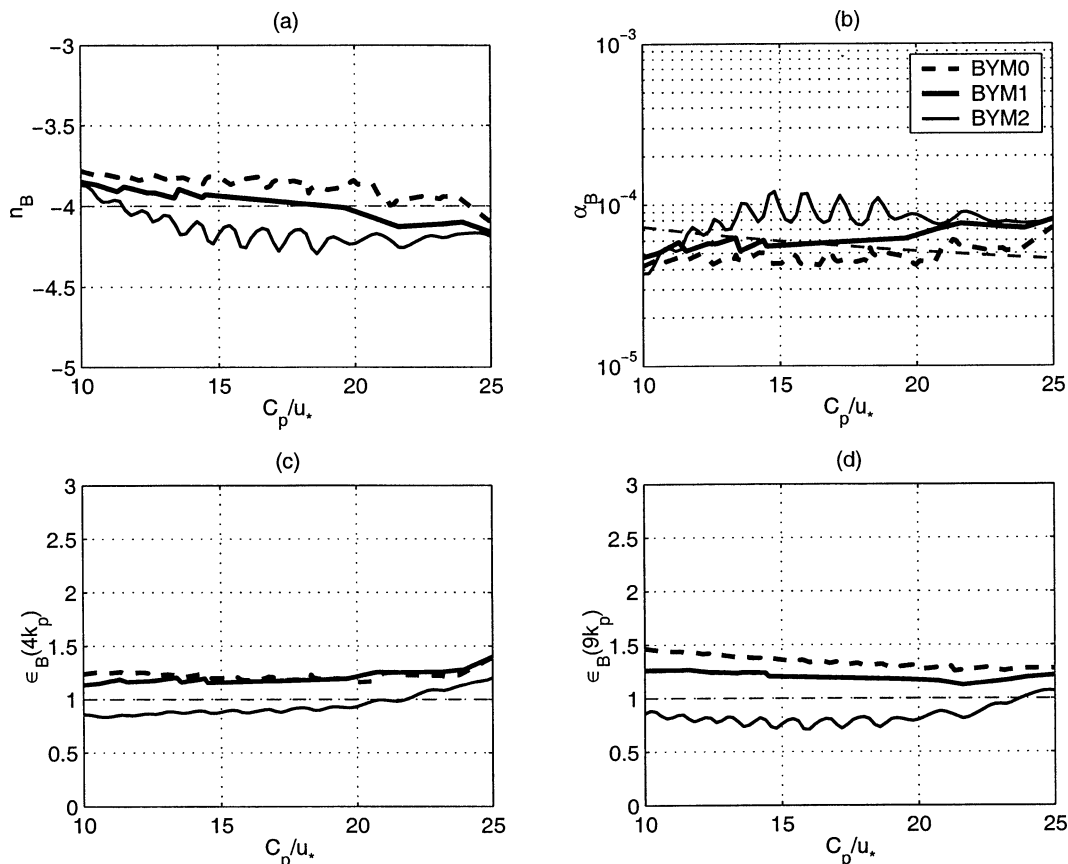 (a)
−3
−3.5
−4
−4.5
−5
n_B
10 15 20 25
C_p/u_*
(b)
10^−3
10^−4
10^−5
α_B
BYM0
BYM1
BYM2
10 15 20 25
C_p/u_*
(c)
3
2.5
2
1.5
1
0.5
0
ϵ_B(4k_p)
10 15 20 25
C_p/u_*
(d)
3
2.5
2
1.5
1
0.5
0
ϵ_B(9k_p)
10 15 20 25
C_p/u_*